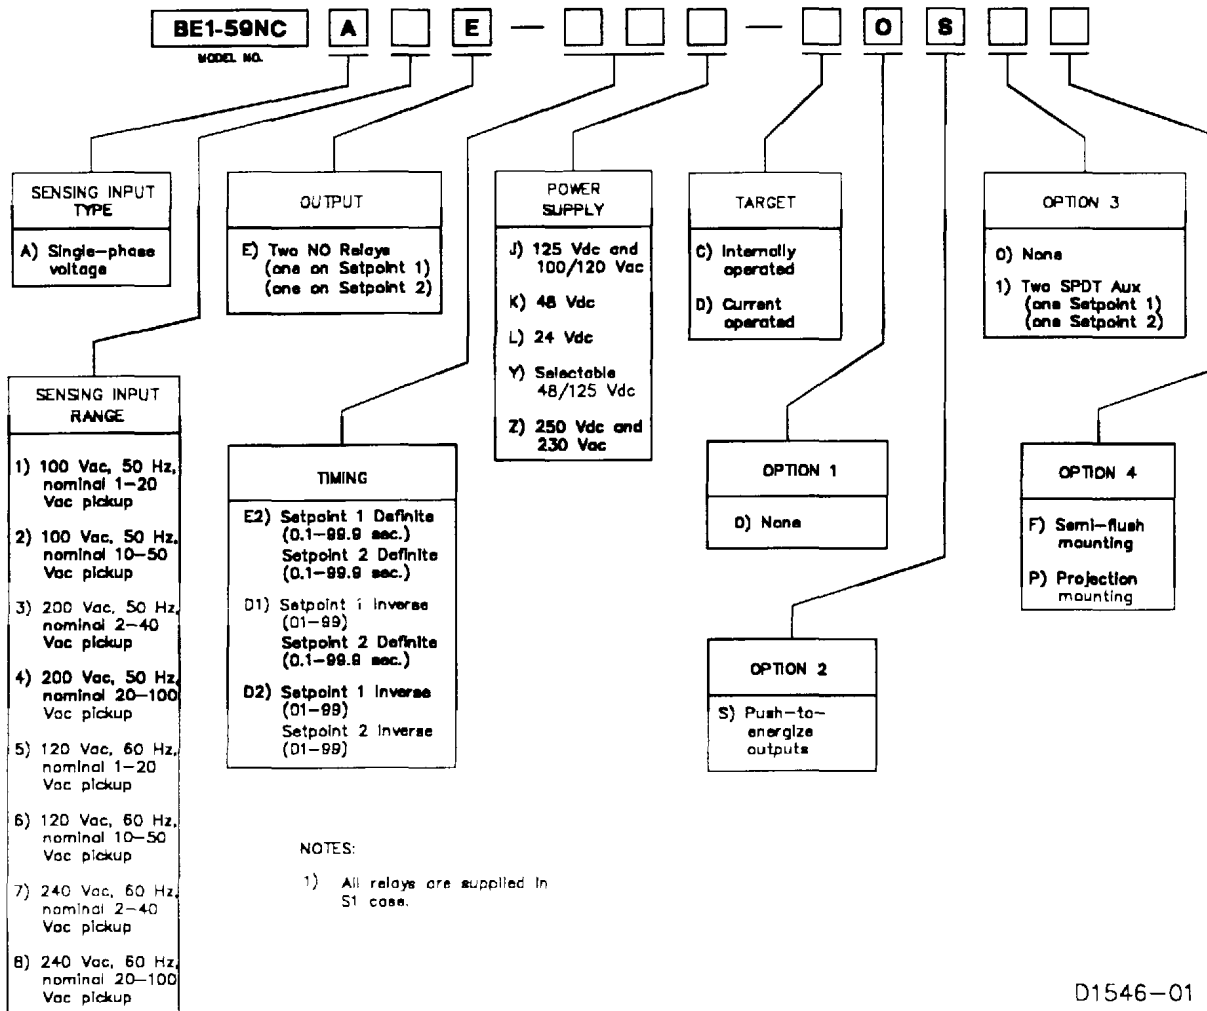 BE1-59NC A E — — O S
MODEL NO.
SENSING INPUT
TYPE
A) Single-phase
voltage
OUTPUT
E) Two NO Relays
(one on Setpoint 1)
(one on Setpoint 2)
POWER
SUPPLY
J) 125 Vdc and
100/120 Vac
K) 48 Vdc
L) 24 Vdc
Y) Selectable
48/125 Vdc
Z) 250 Vdc and
230 Vac
TARGET
C) Internally
operated
D) Current
operated
OPTION 3
0) None
1) Two SPDT Aux
(one Setpoint 1)
(one Setpoint 2)
SENSING INPUT
RANGE
1) 100 Vac, 50 Hz,
nominal 1-20
Vac pickup
2) 100 Vac, 50 Hz,
nominal 10-50
Vac pickup
3) 200 Vac, 50 Hz,
nominal 2-40
Vac pickup
4) 200 Vac, 50 Hz,
nominal 20-100
Vac pickup
5) 120 Vac, 60 Hz,
nominal 1-20
Vac pickup
6) 120 Vac, 60 Hz,
nominal 10-50
Vac pickup
7) 240 Vac, 60 Hz,
nominal 2-40
Vac pickup
8) 240 Vac, 60 Hz,
nominal 20-100
Vac pickup
TIMING
E2) Setpoint 1 Definite
(0.1-99.9 sec.)
Setpoint 2 Definite
(0.1-99.9 sec.)
D1) Setpoint 1 Inverse
(01-99)
Setpoint 2 Definite
(0.1-99.9 sec.)
D2) Setpoint 1 Inverse
(01-99)
Setpoint 2 Inverse
(01-99)
OPTION 1
0) None
OPTION 4
F) Semi-flush
mounting
P) Projection
mounting
OPTION 2
S) Push-to-
energize
outputs
NOTES:
1) All relays are supplied in
S1 case.
D1546-01